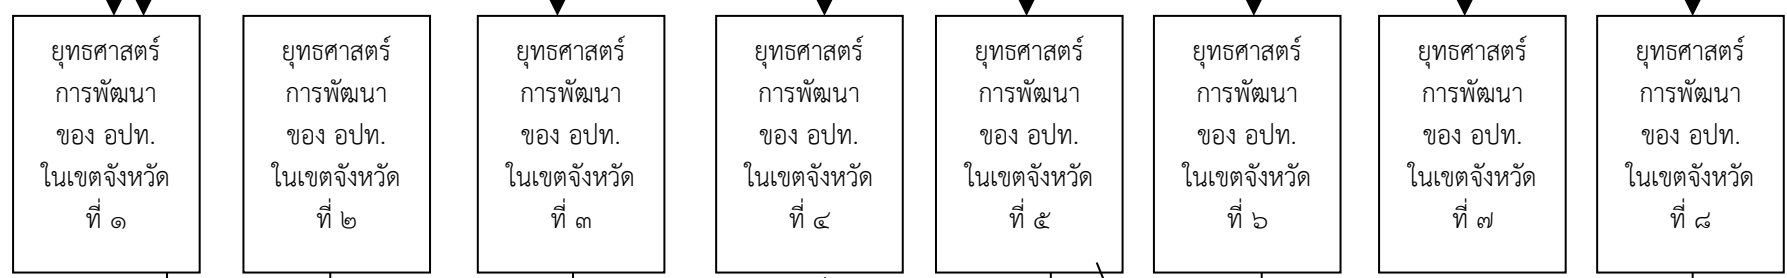 ยุทธศาสตร์
การพัฒนา
ของ อปท.
ในเขตจังหวัด
ที่ ๑
ยุทธศาสตร์
การพัฒนา
ของ อปท.
ในเขตจังหวัด
ที่ ๒
ยุทธศาสตร์
การพัฒนา
ของ อปท.
ในเขตจังหวัด
ที่ ๓
ยุทธศาสตร์
การพัฒนา
ของ อปท.
ในเขตจังหวัด
ที่ ๔
ยุทธศาสตร์
การพัฒนา
ของ อปท.
ในเขตจังหวัด
ที่ ๕
ยุทธศาสตร์
การพัฒนา
ของ อปท.
ในเขตจังหวัด
ที่ ๖
ยุทธศาสตร์
การพัฒนา
ของ อปท.
ในเขตจังหวัด
ที่ ๗
ยุทธศาสตร์
การพัฒนา
ของ อปท.
ในเขตจังหวัด
ที่ ๘